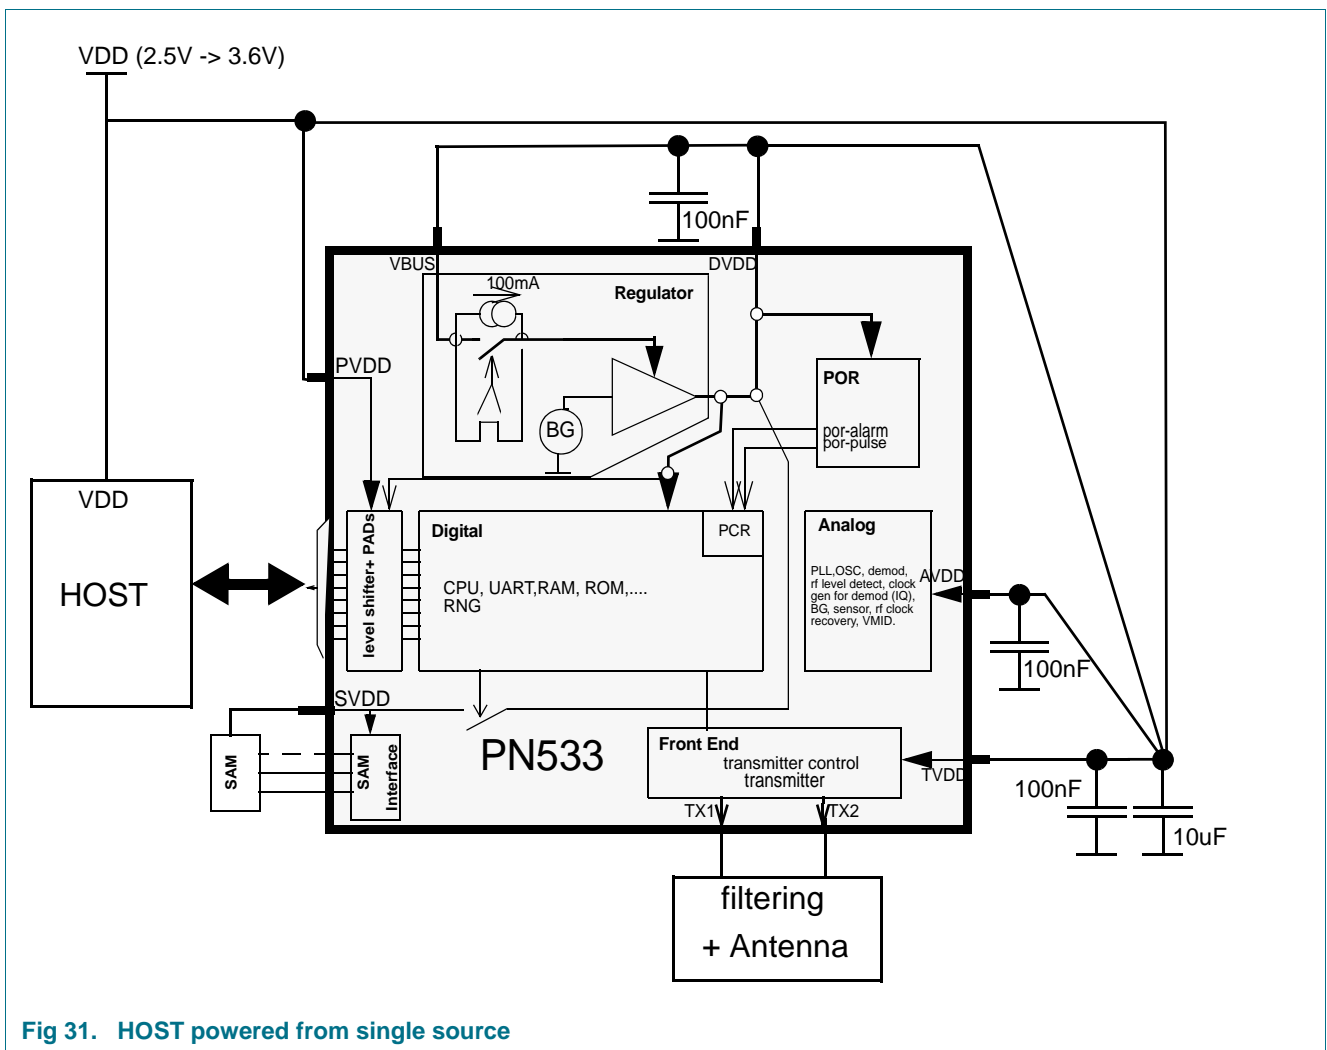 VDD (2.5V -> 3.6V)
100nF
VBUS
DVDD
100mA
Regulator
PVDD
POR
BG
por-alarm
por-pulse
VDD
HOST
level shifter+ PADs
Digital
PCR
CPU, UART,RAM, ROM,....
RNG
Analog
PLL,OSC, demod,
rf level detect, clock
gen for demod (IQ),
BG, sensor, rf clock
recovery, VMID.
AVDD
100nF
SVDD
PN533
SAM
SAM
Interface
Front End
transmitter control
transmitter
TVDD
100nF
10uF
TX1
TX2
filtering
+ Antenna
Fig 31. HOST powered from single source